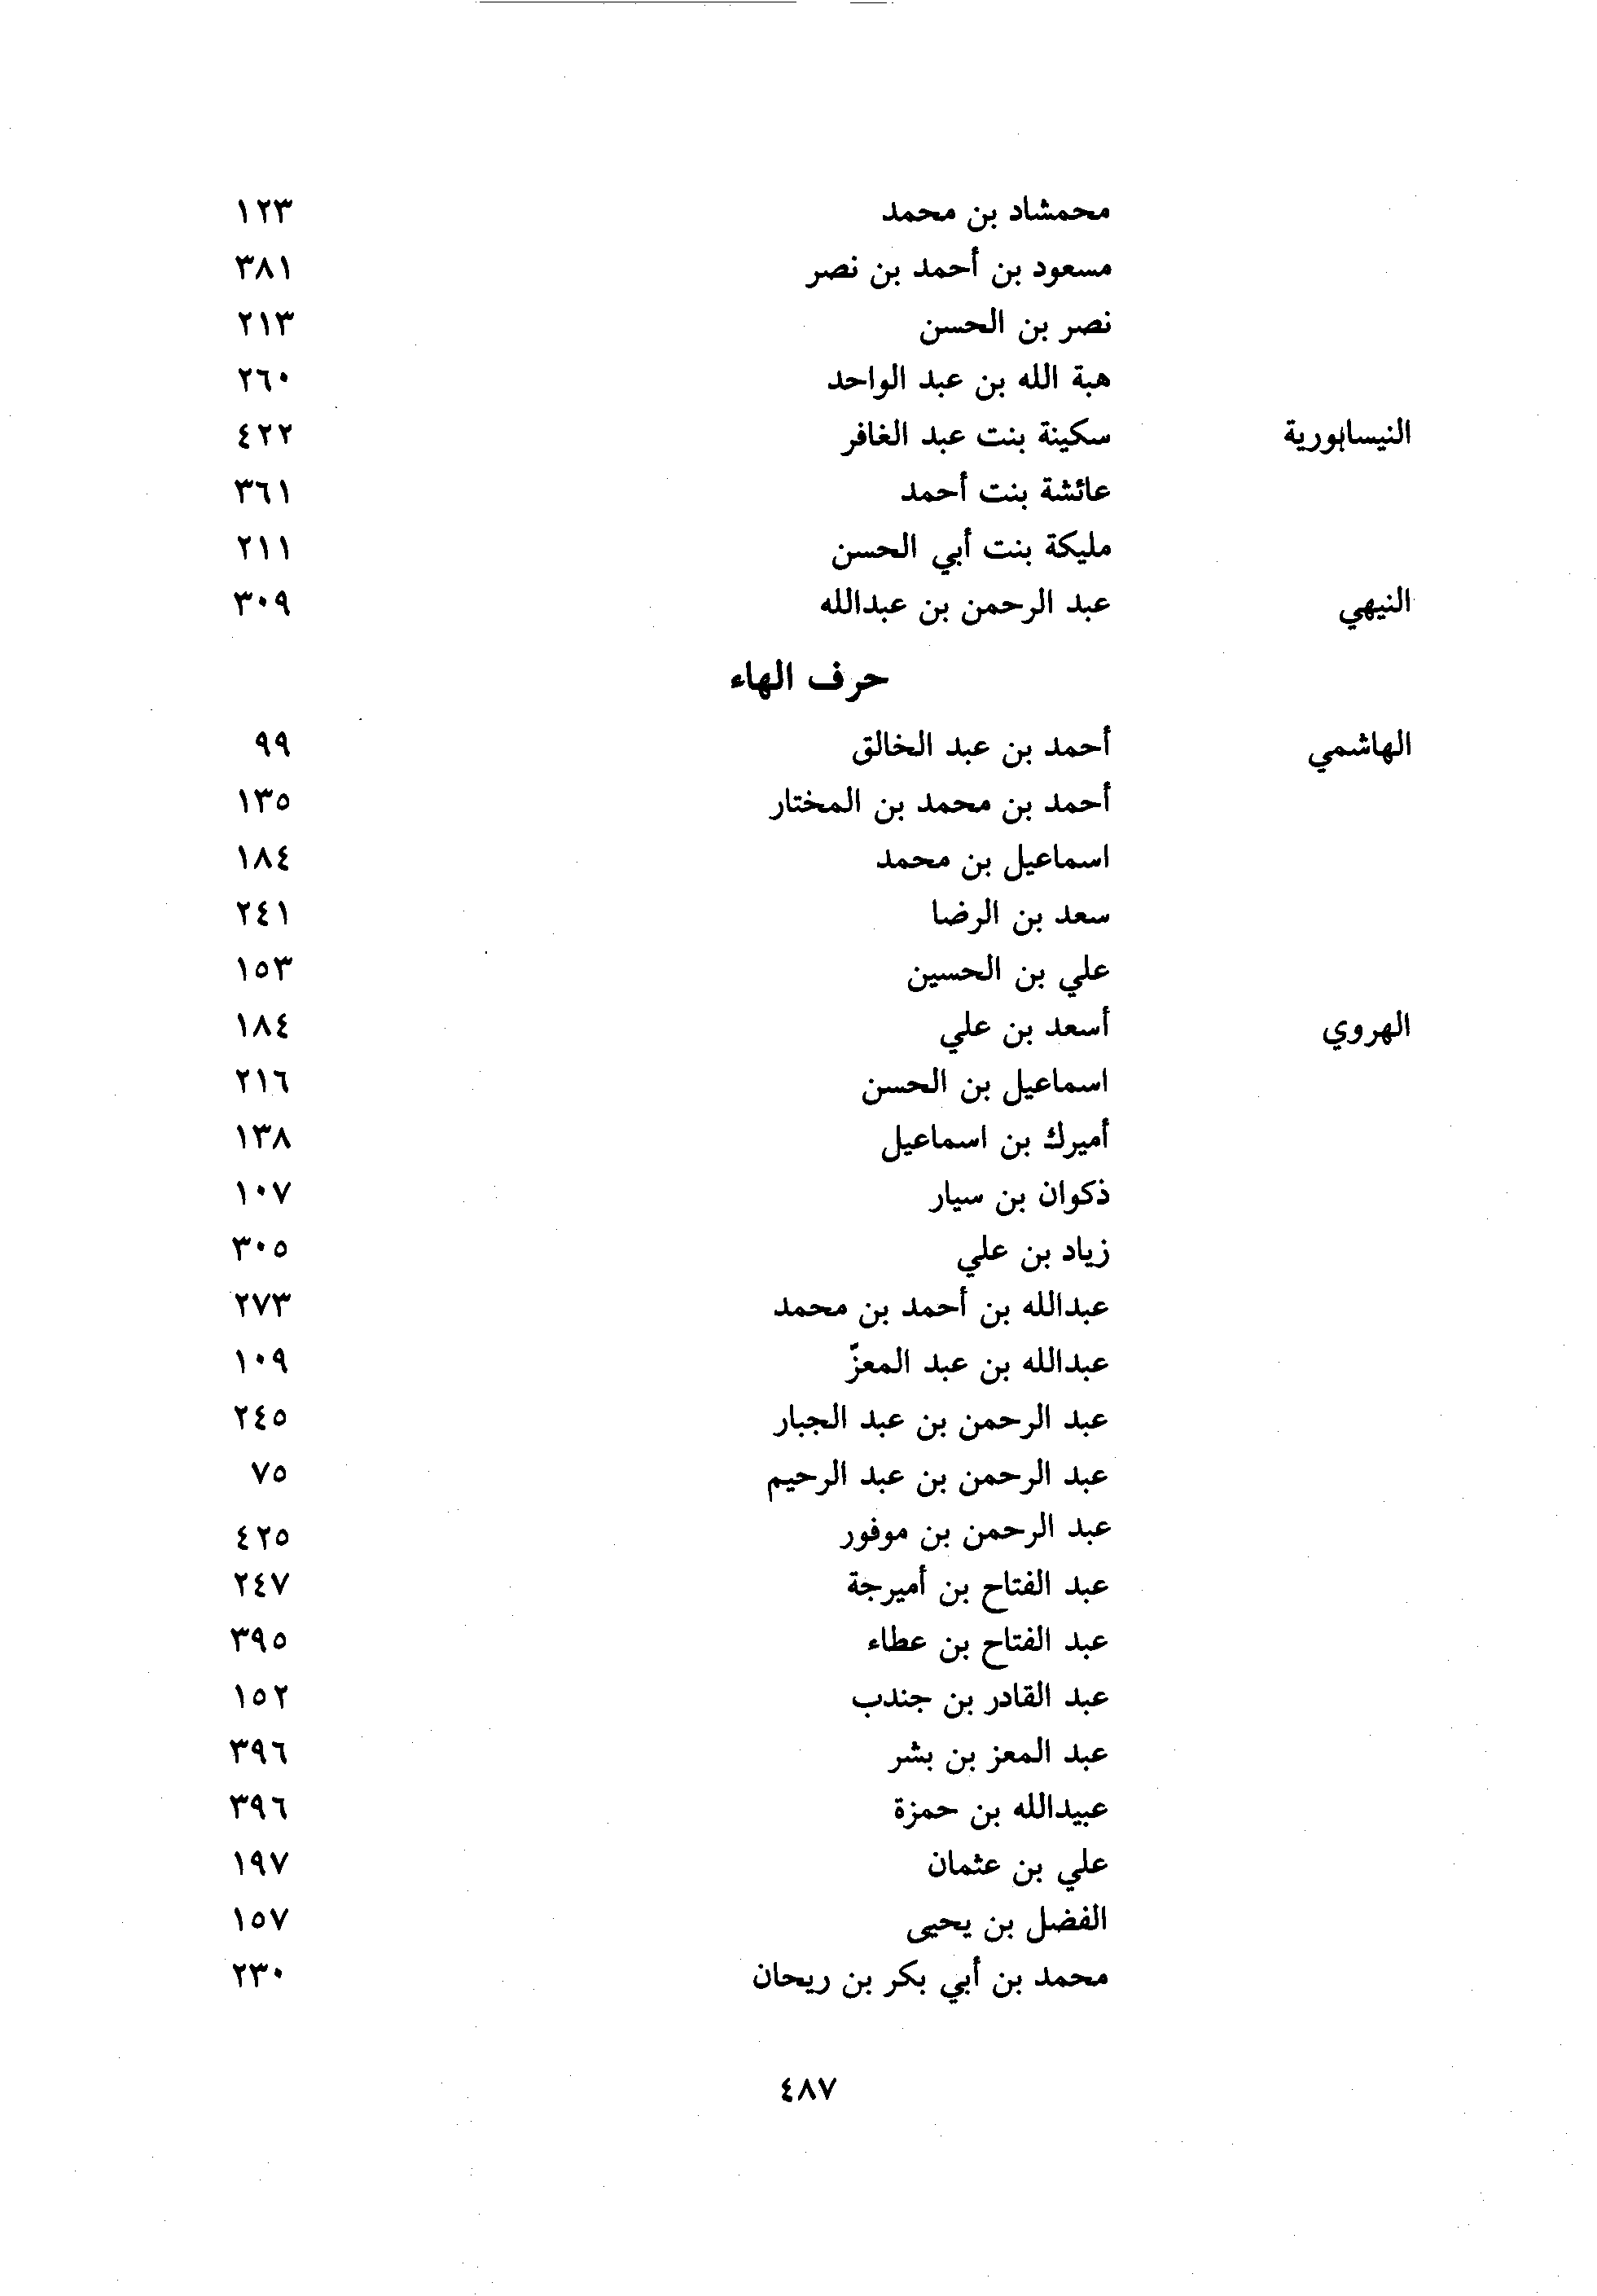 محمشاد بن محمد ١٢٣
مسعود بن أحمد بن نصر ٣٨١
نصر بن الحسن ٢١٣
هبة الله بن عبد الواحد ٢٦٠
النيسابورية سكينة بنت عبد الغافر ٤٢٢
عائشة بنت أحمد ٣٦١
مليكة بنت أبي الحسن ٢١١
النيهي عبد الرحمن بن عبدالله ٣٠٩
حرف الهاء
الهاشمي أحمد بن عبد الخالق ٩٩
أحمد بن محمد بن المختار ١٣٥
اسماعيل بن محمد ١٨٤
سعد بن الرضا ٢٤١
علي بن الحسين ١٥٣
الهروي أسعد بن علي ١٨٤
اسماعيل بن الحسن ٢١٦
أميرك بن اسماعيل ١٣٨
ذكوان بن سيار ١٠٧
زياد بن علي ٣٠٥
عبدالله بن أحمد بن محمد ٢٧٣
عبدالله بن عبد المعزّ ١٠٩
عبد الرحمن بن عبد الجبار ٢٤٥
عبد الرحمن بن عبد الرحيم ٧٥
عبد الرحمن بن موفور ٤٢٥
عبد الفتاح بن أميرجة ٢٤٧
عبد الفتاح بن عطاء ٣٩٥
عبد القادر بن جندب ١٥٢
عبد المعز بن بشر ٣٩٦
عبيدالله بن حمزة ٣٩٦
علي بن عثمان ١٩٧
الفضل بن يحيى ١٥٧
محمد بن أبي بكر بن ريحان ٢٣٠
٤٨٧